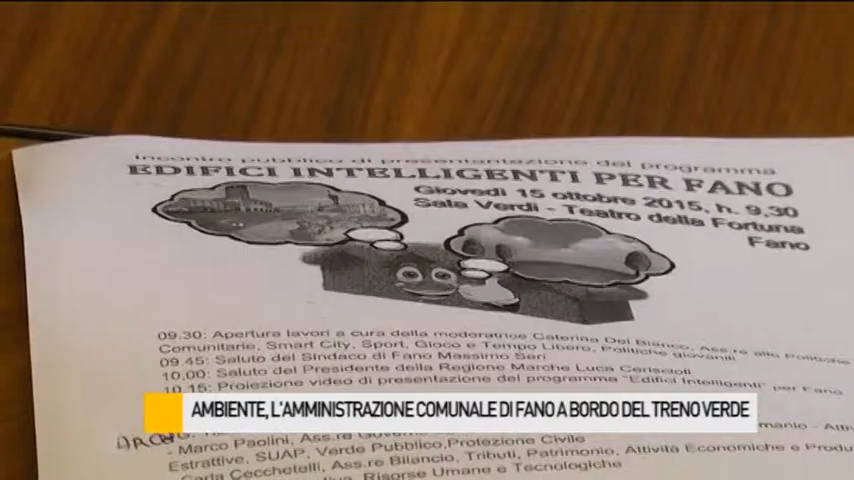 Incontro pubblico di presentazione del programma
EDIFICI INTELLIGENTI PER FANO
Giovedì 15 ottobre 2015, h. 9,30
Sala Verdi - Teatro della Fortuna
Fano
09.30: Apertura lavori a cura della moderatrice Caterina Del Bianco, Ass.re alle Politiche
Comunitarie, Smart City, Sport, Gioco e Tempo Libero, Politiche giovanili
09.45: Saluto del Sindaco di Fano Massimo Seri
10.00: Saluto del Presidente della Regione Marche Luca Ceriscioli
10.15: Proiezione video di presentazione del programma "Edifici Intelligenti" per Fano
AMBIENTE, L'AMMINISTRAZIONE COMUNALE DI FANO A BORDO DEL TRENO VERDE
- Marco Paolini, Ass.re
Verde Pubblico, Protezione Civile
Estrattive, SUAP,
Carla Cecchetelli, Ass.re Bilancio, Tributi, Patrimonio, Attività Economiche e
Risorse Umane e Tecnologiche